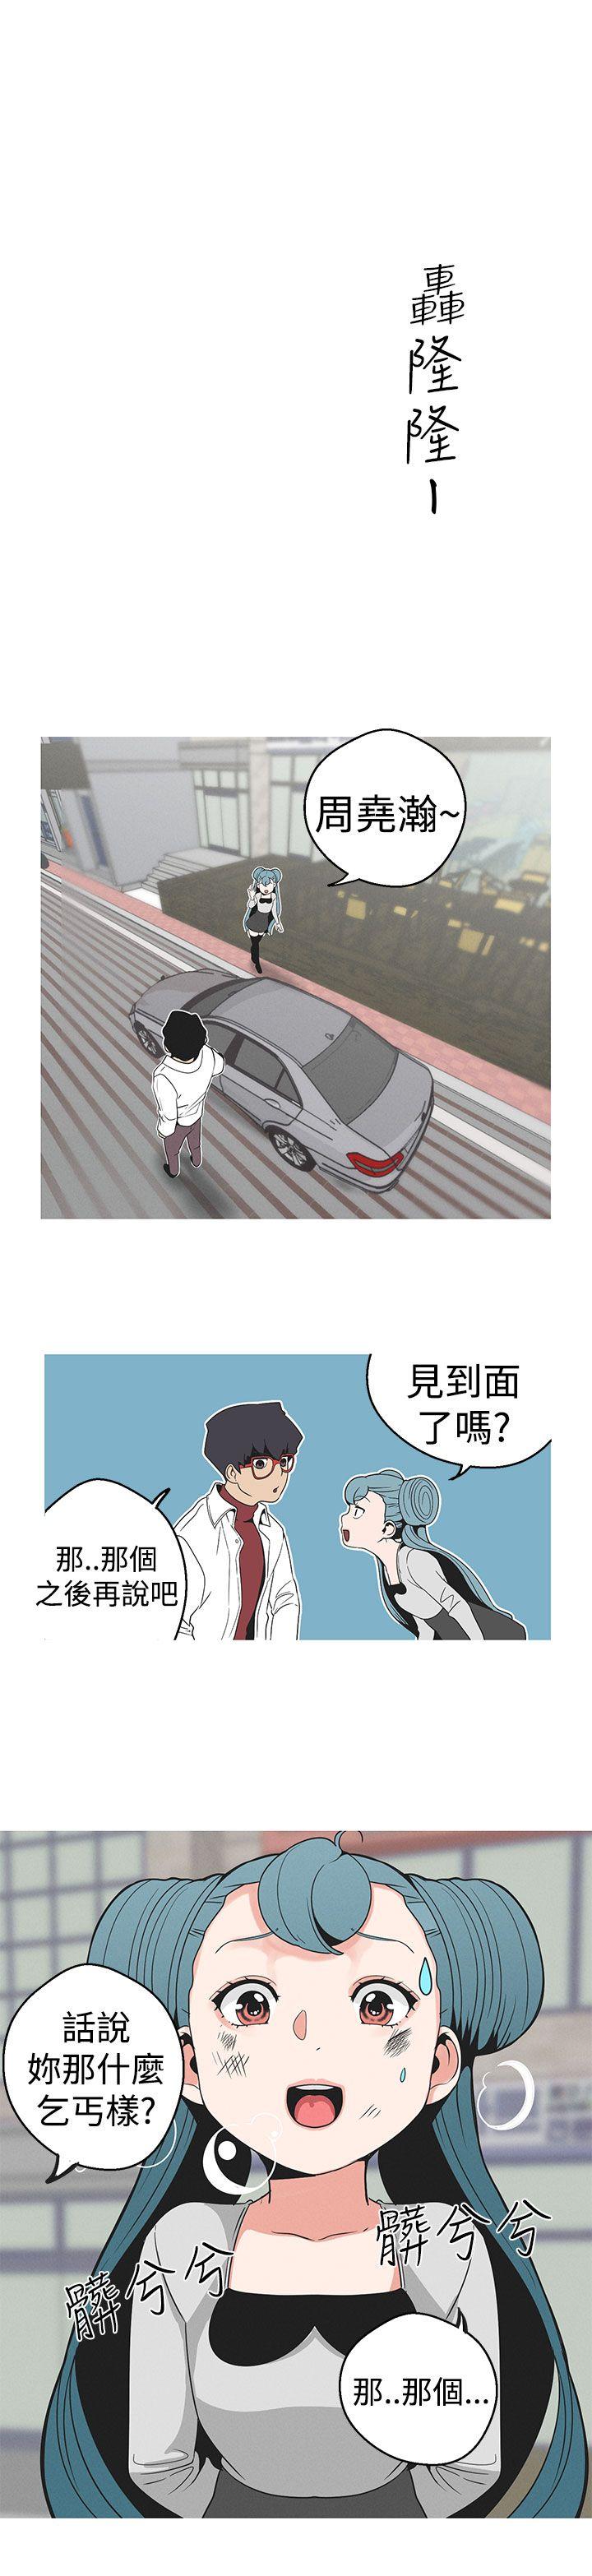 轟隆隆-
周堯瀚~
見到面
了嗎?
那..那個
之後再說吧
話說
妳那什麼
乞丐樣?
髒兮兮
髒兮兮
那..那個...